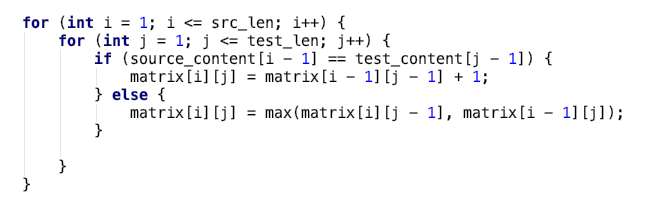 for (int i = 1; i <= src_len; i++) {
    for (int j = 1; j <= test_len; j++) {
        if (source_content[i - 1] == test_content[j - 1]) {
            matrix[i][j] = matrix[i - 1][j - 1] + 1;
        } else {
            matrix[i][j] = max(matrix[i][j - 1], matrix[i - 1][j]);
        }

    }
}